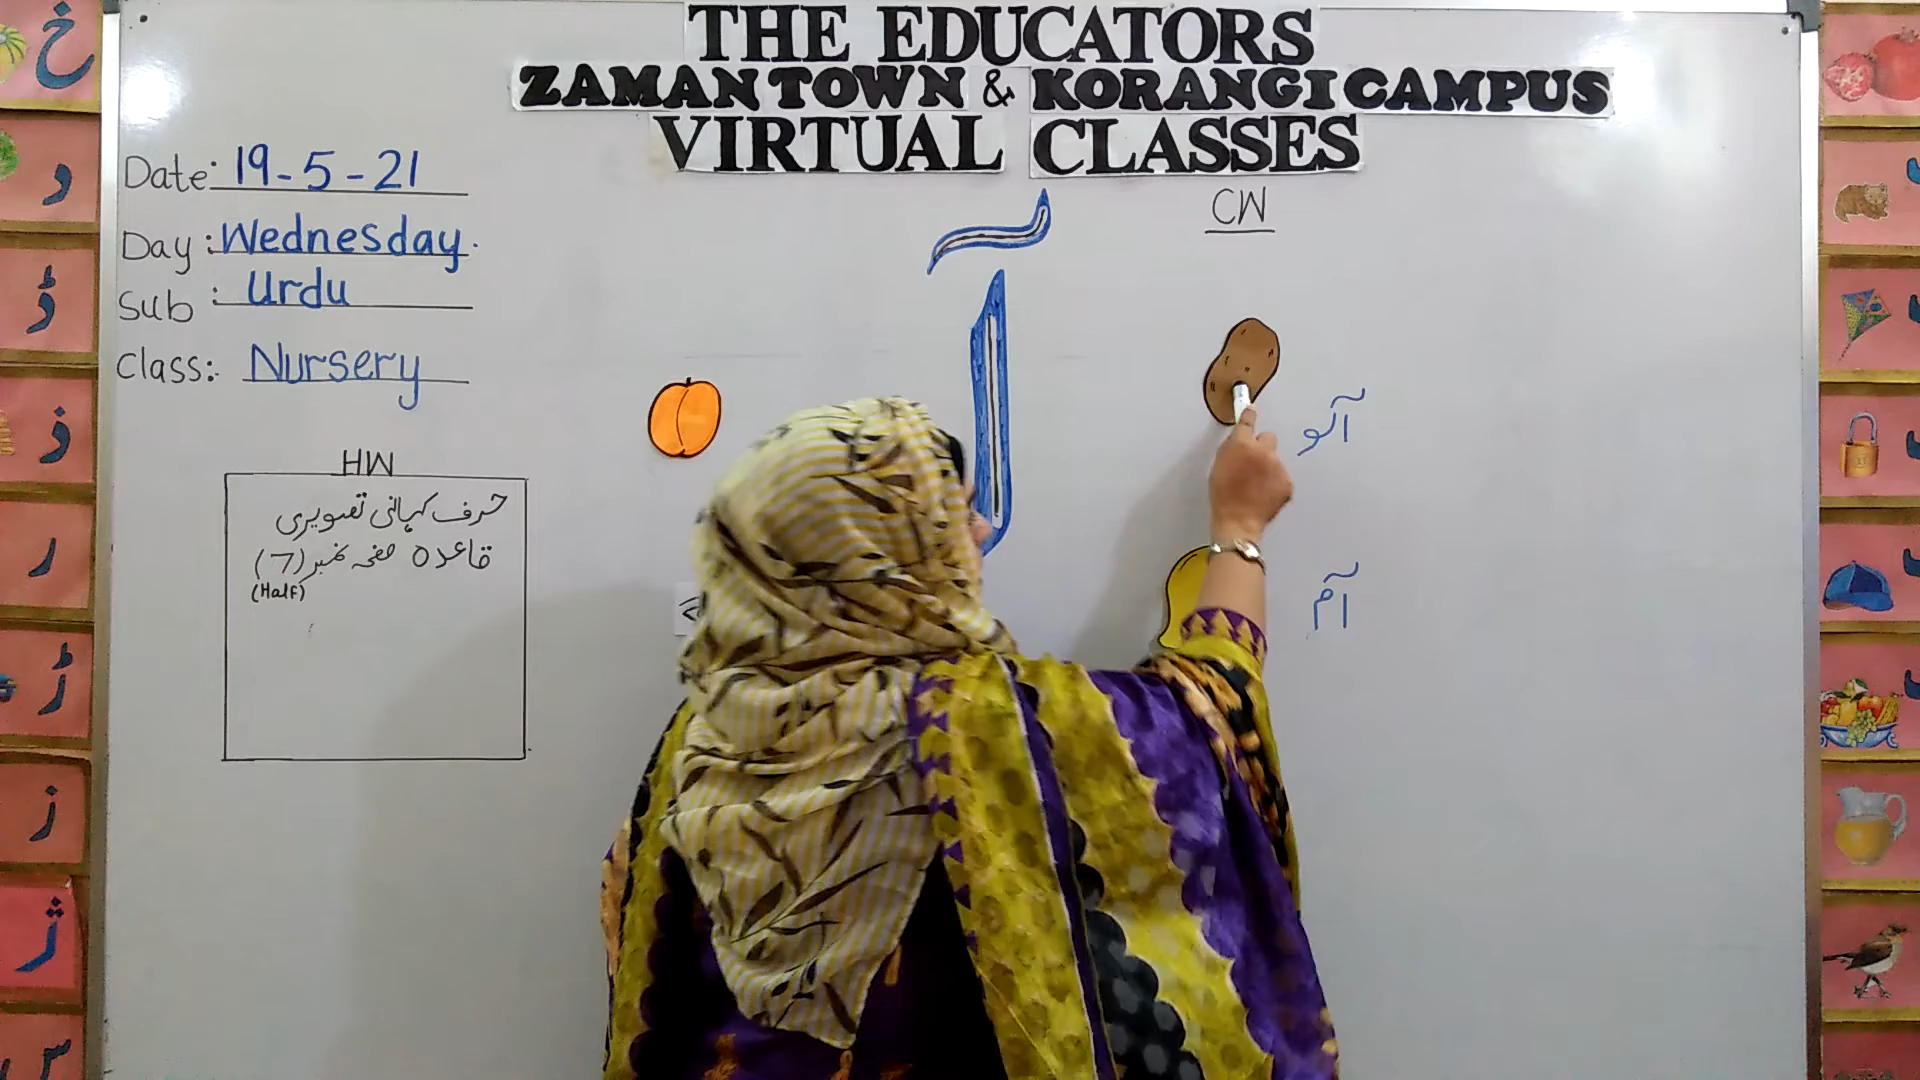 THE EDUCATORS
ZAMAN TOWN & KORANGI CAMPUS
VIRTUAL CLASSES
Date: 19-5-21
Day: Wednesday.
Sub: Urdu
Class: Nursery
HW
حرف کہانی تصویری
قاعدہ صفحہ نمبر (7)
(Half)
CW
آ
آلو
آم
خ
د
ڈ
ذ
ر
ڑ
ز
ژ
س